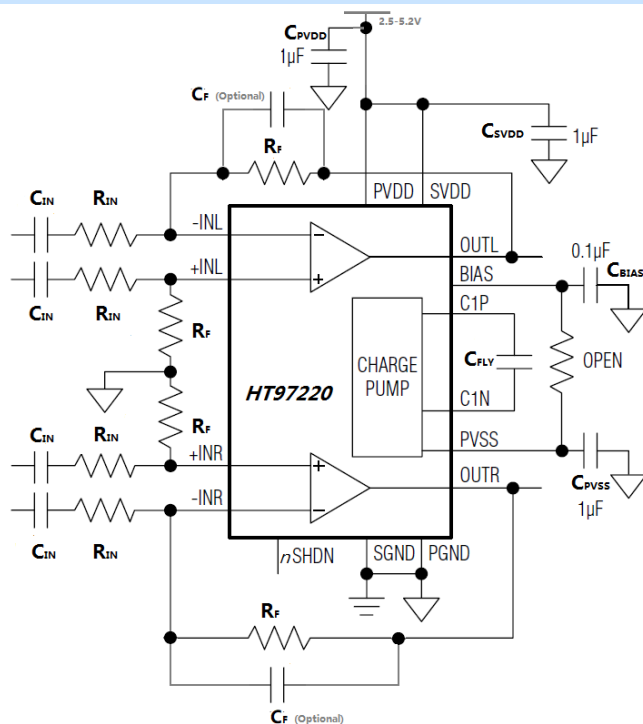 2.5-5.2V
CPVDD
1µF
CF (Optional)
CSVDD
1µF
RF
PVDD SVDD
CIN RIN
-INL
OUTL
0.1µF
+INL
BIAS
CBIAS
CIN RIN
C1P
RF
CHARGE
PUMP
CFLY
OPEN
HT97220
C1N
RF
CIN RIN
+INR
PVSS
CPVSS
1µF
-INR
OUTR
CIN RIN
nSHDN
SGND PGND
RF
CF (Optional)